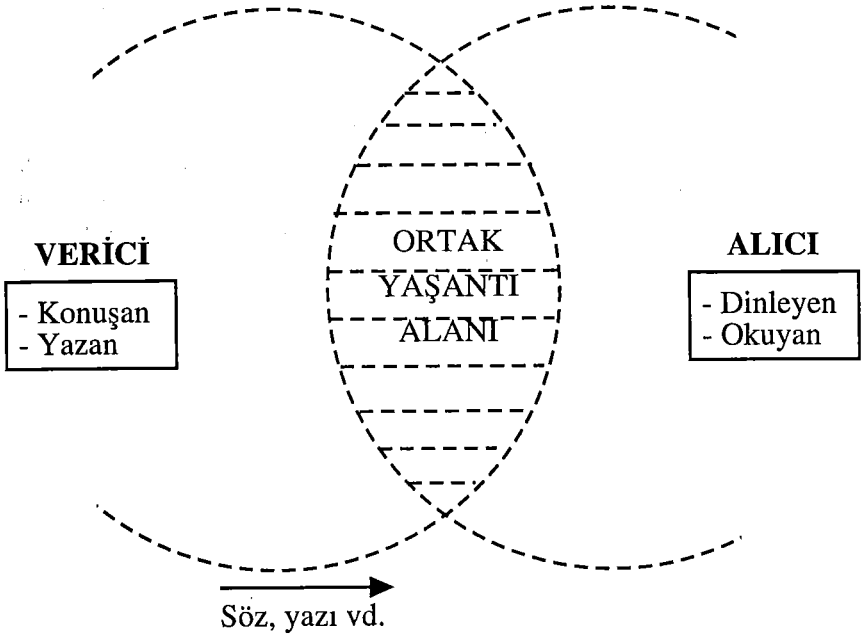 VERİCİ
- Konuşan
- Yazan
ORTAK
YAŞANTI
ALANI
ALICI
- Dinleyen
- Okuyan
Söz, yazı vd.